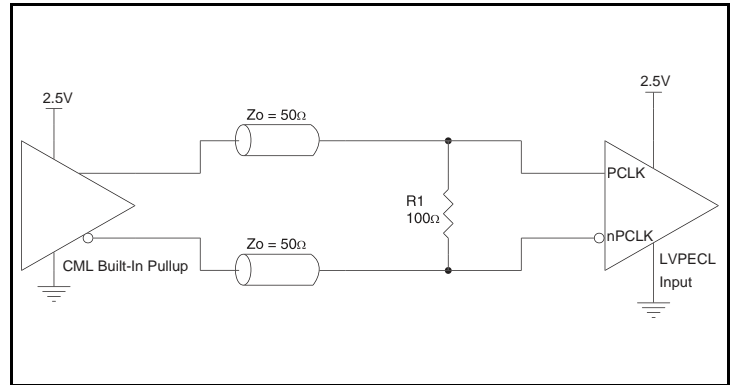 2.5V
2.5V
Zo = 50Ω
PCLK
R1
100Ω
nPCLK
Zo = 50Ω
CML Built-In Pullup
LVPECL
Input